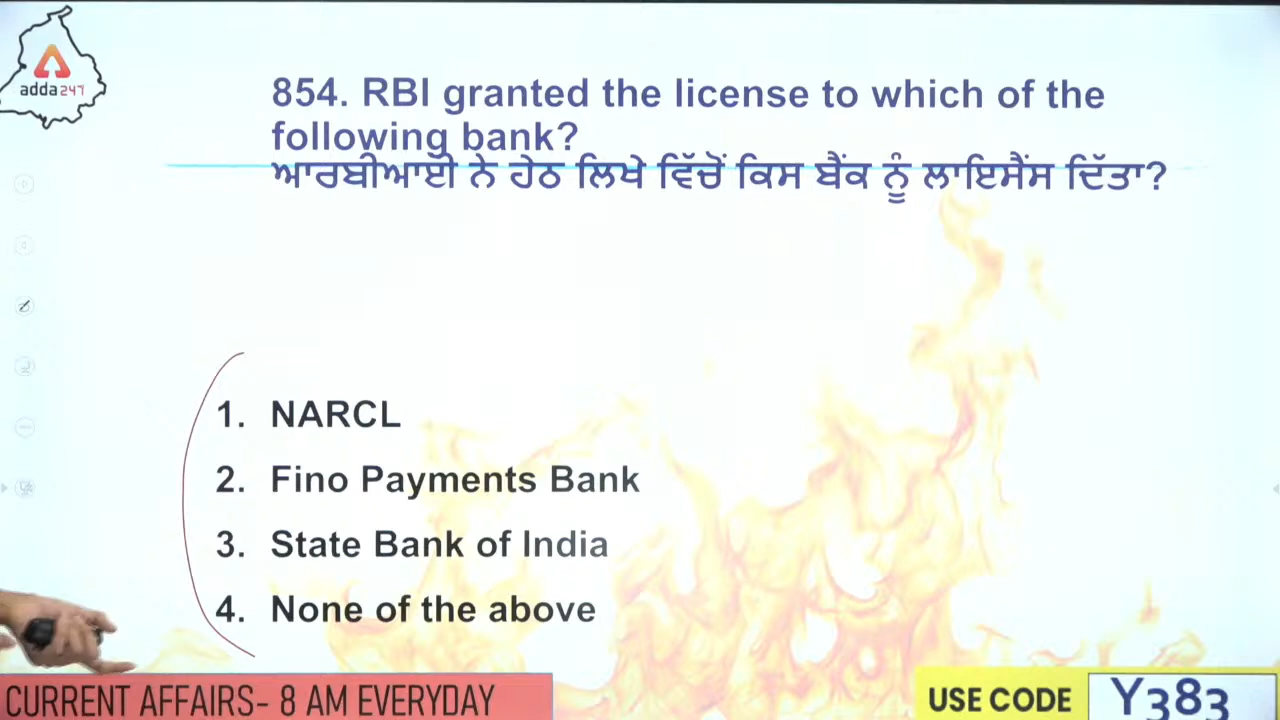 adda247
854. RBI granted the license to which of the
following bank?
ਆਰਬੀਆਈ ਨੇ ਹੇਠ ਲਿਖੇ ਵਿੱਚੋਂ ਕਿਸ ਬੈਂਕ ਨੂੰ ਲਾਇਸੈਂਸ ਦਿੱਤਾ?
1. NARCL
2. Fino Payments Bank
3. State Bank of India
4. None of the above
CURRENT AFFAIRS- 8 AM EVERYDAY
USE CODE Y383